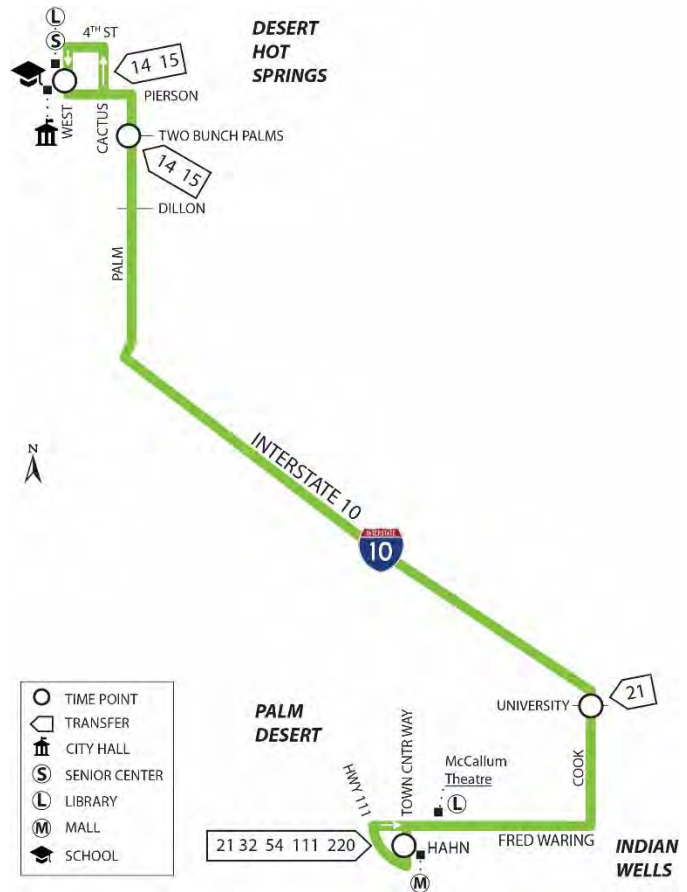 L
S
4TH ST
DESERT
HOT
SPRINGS
14 15
PIERSON
WEST
CACTUS
TWO BUNCH PALMS
14 15
DILLON
PALM
N
INTERSTATE 10
INTERSTATE
10
TIME POINT
TRANSFER
CITY HALL
S SENIOR CENTER
L LIBRARY
M MALL
SCHOOL
PALM
DESERT
UNIVERSITY
21
COOK
HWY 111
TOWN CNTR WAY
McCallum
Theatre
L
21 32 54 111 220
HAHN
FRED WARING
M
INDIAN
WELLS